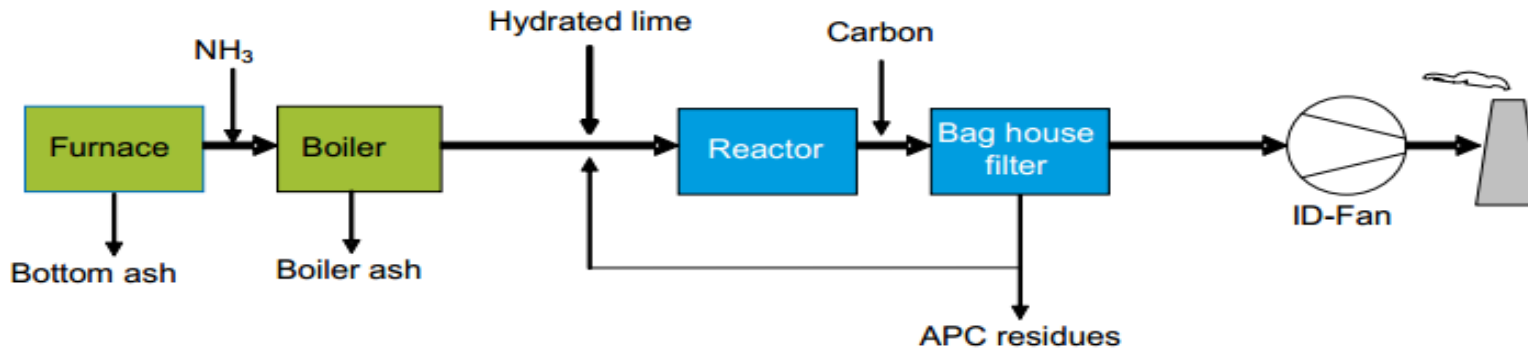 Hydrated lime
Carbon
NH₃
Furnace
Boiler
Reactor
Bag house
filter
ID-Fan
Bottom ash
Boiler ash
APC residues